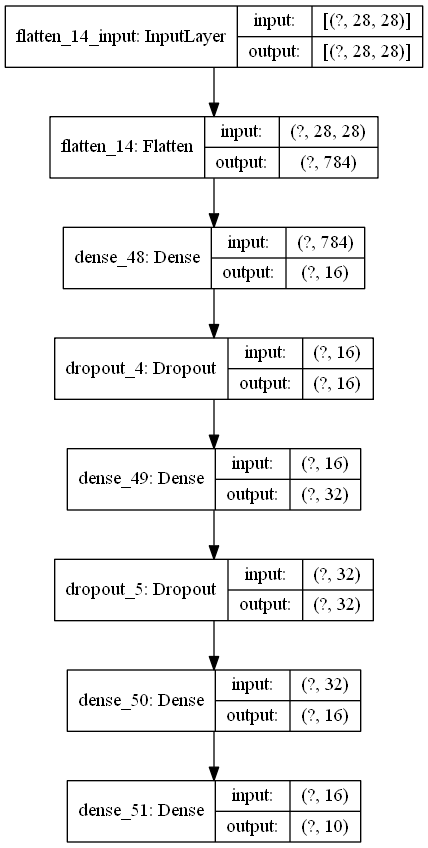 flatten_14_input: InputLayer
input: [(?, 28, 28)]
output: [(?, 28, 28)]
flatten_14: Flatten
input: (?, 28, 28)
output: (?, 784)
dense_48: Dense
input: (?, 784)
output: (?, 16)
dropout_4: Dropout
input: (?, 16)
output: (?, 16)
dense_49: Dense
input: (?, 16)
output: (?, 32)
dropout_5: Dropout
input: (?, 32)
output: (?, 32)
dense_50: Dense
input: (?, 32)
output: (?, 16)
dense_51: Dense
input: (?, 16)
output: (?, 10)